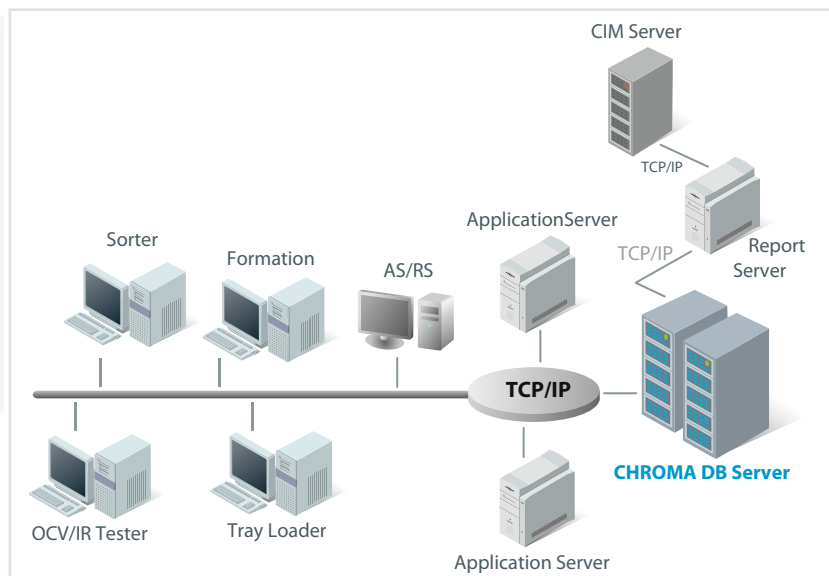 CIM Server
TCP/IP
ApplicationServer
Report
Server
TCP/IP
Sorter
Formation
AS/RS
TCP/IP
CHROMA DB Server
OCV/IR Tester
Tray Loader
Application Server